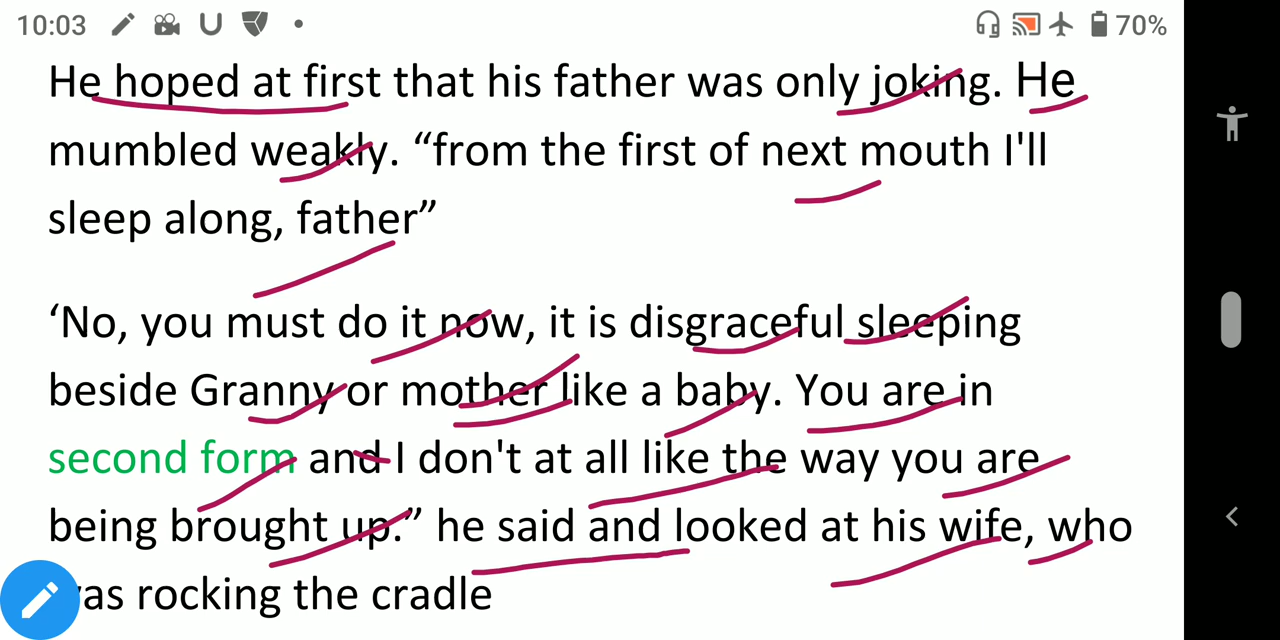 10:03 70%
He hoped at first that his father was only joking. He
mumbled weakly. “from the first of next mouth I'll
sleep along, father”
‘No, you must do it now, it is disgraceful sleeping
beside Granny or mother like a baby. You are in
second form and I don't at all like the way you are
being brought up.” he said and looked at his wife, who
was rocking the cradle